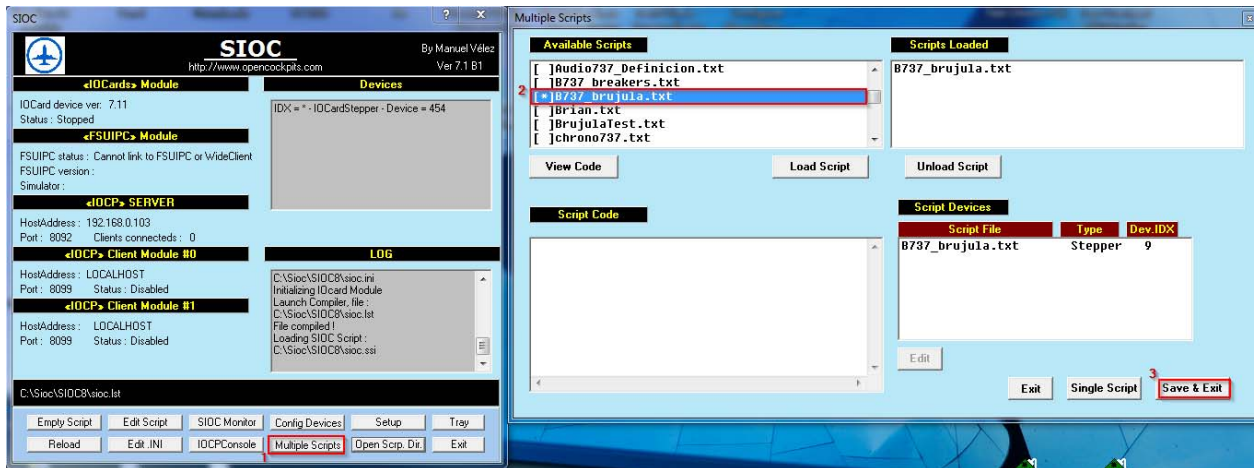 SIOC
SIOC
By Manuel Vélez
http://www.opencockpits.com
Ver 7.1 B1
«IOCards» Module
IOCard device ver: 7.11
Status : Stopped
«FSUIPC» Module
FSUIPC status : Cannot link to FSUIPC or WideClient
FSUIPC version :
Simulator :
«IOCP» SERVER
HostAddress : 192.168.0.103
Port : 8092 Clients connecteds : 0
«IOCP» Client Module #0
HostAddress : LOCALHOST
Port : 8099 Status : Disabled
«IOCP» Client Module #1
HostAddress : LOCALHOST
Port : 8099 Status : Disabled
Devices
IDX = * - IOCardStepper - Device = 454
LOG
C:\Sioc\SIOC8\sioc.ini
Initializing IOcard Module
Launch Compiler, file :
C:\Sioc\SIOC8\sioc.lst
File compiled !
Loading SIOC Script :
C:\Sioc\SIOC8\sioc.ssi
C:\Sioc\SIOC8\sioc.lst
Empty Script Edit Script SIOC Monitor Config Devices Setup Tray
Reload Edit .INI IOCPConsole Multiple Scripts Open Scrp. Dir. Exit
1
Multiple Scripts
Available Scripts
[ ]Audio737_Definicion.txt
[ ]B737_breakers.txt
2 [*]B737_brujula.txt
[ ]Brian.txt
[ ]BrujulaTest.txt
[ ]chrono737.txt
View Code Load Script
Scripts Loaded
B737_brujula.txt
Unload Script
Script Code
Script Devices
Script File Type Dev.IDX
B737_brujula.txt Stepper 9
Edit
3
Exit Single Script Save & Exit